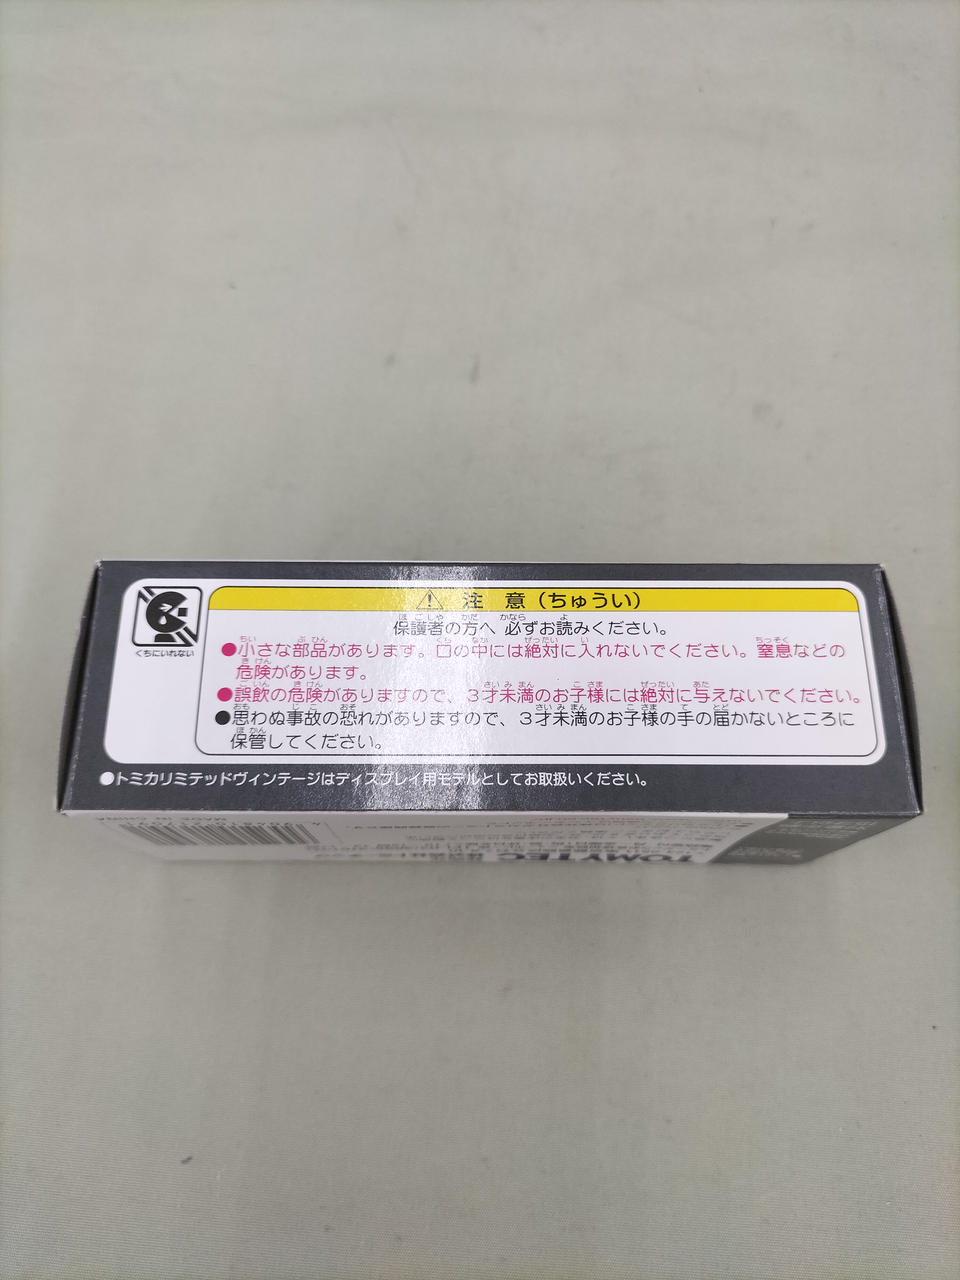 ⚠ 注 意（ちゅうい）
保護者の方へ 必ずお読みください。
●小さな部品があります。口の中には絶対に入れないでください。窒息などの
危険があります。
●誤飲の危険がありますので、3才未満のお子様には絶対に与えないでください。
●思わぬ事故の恐れがありますので、3才未満のお子様の手の届かないところに
保管してください。
くちにいれない
●トミカリミテッドヴィンテージはディスプレイ用モデルとしてお取扱いください。
MADE IN CHINA
TOMYTEC